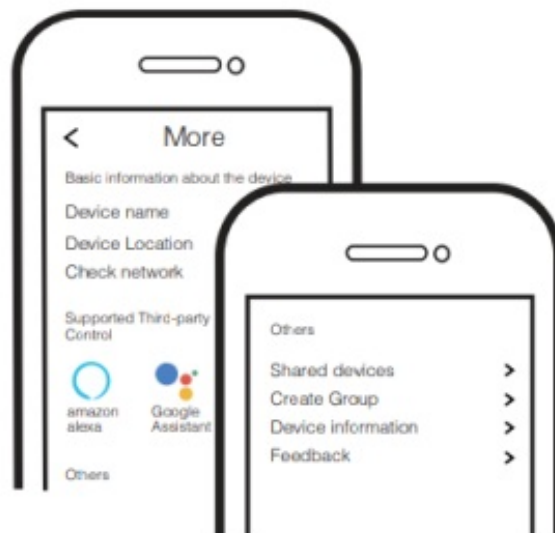 More
Basic information about the device
Device name
Device Location
Check network
Supported Third-party
Control
amazon
alexa
Google
Assistant
Others
Others
Shared devices
Create Group
Device information
Feedback